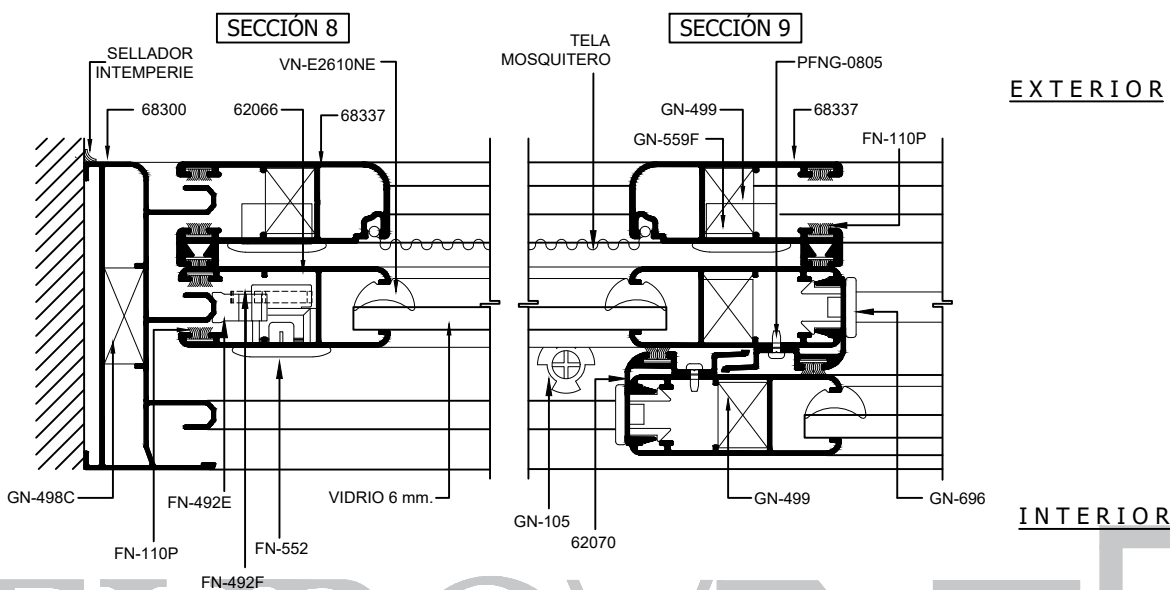 SECCIÓN 8
SECCIÓN 9
SELLADOR
INTEMPERIE
VN-E2610NE
TELA
MOSQUITERO
PFNG-0805
EXTERIOR
68300
62066
68337
GN-499
68337
GN-559F
FN-110P
GN-498C
FN-492E
VIDRIO 6 mm.
GN-105
GN-499
GN-696
INTERIOR
FN-110P
FN-552
62070
FN-492F